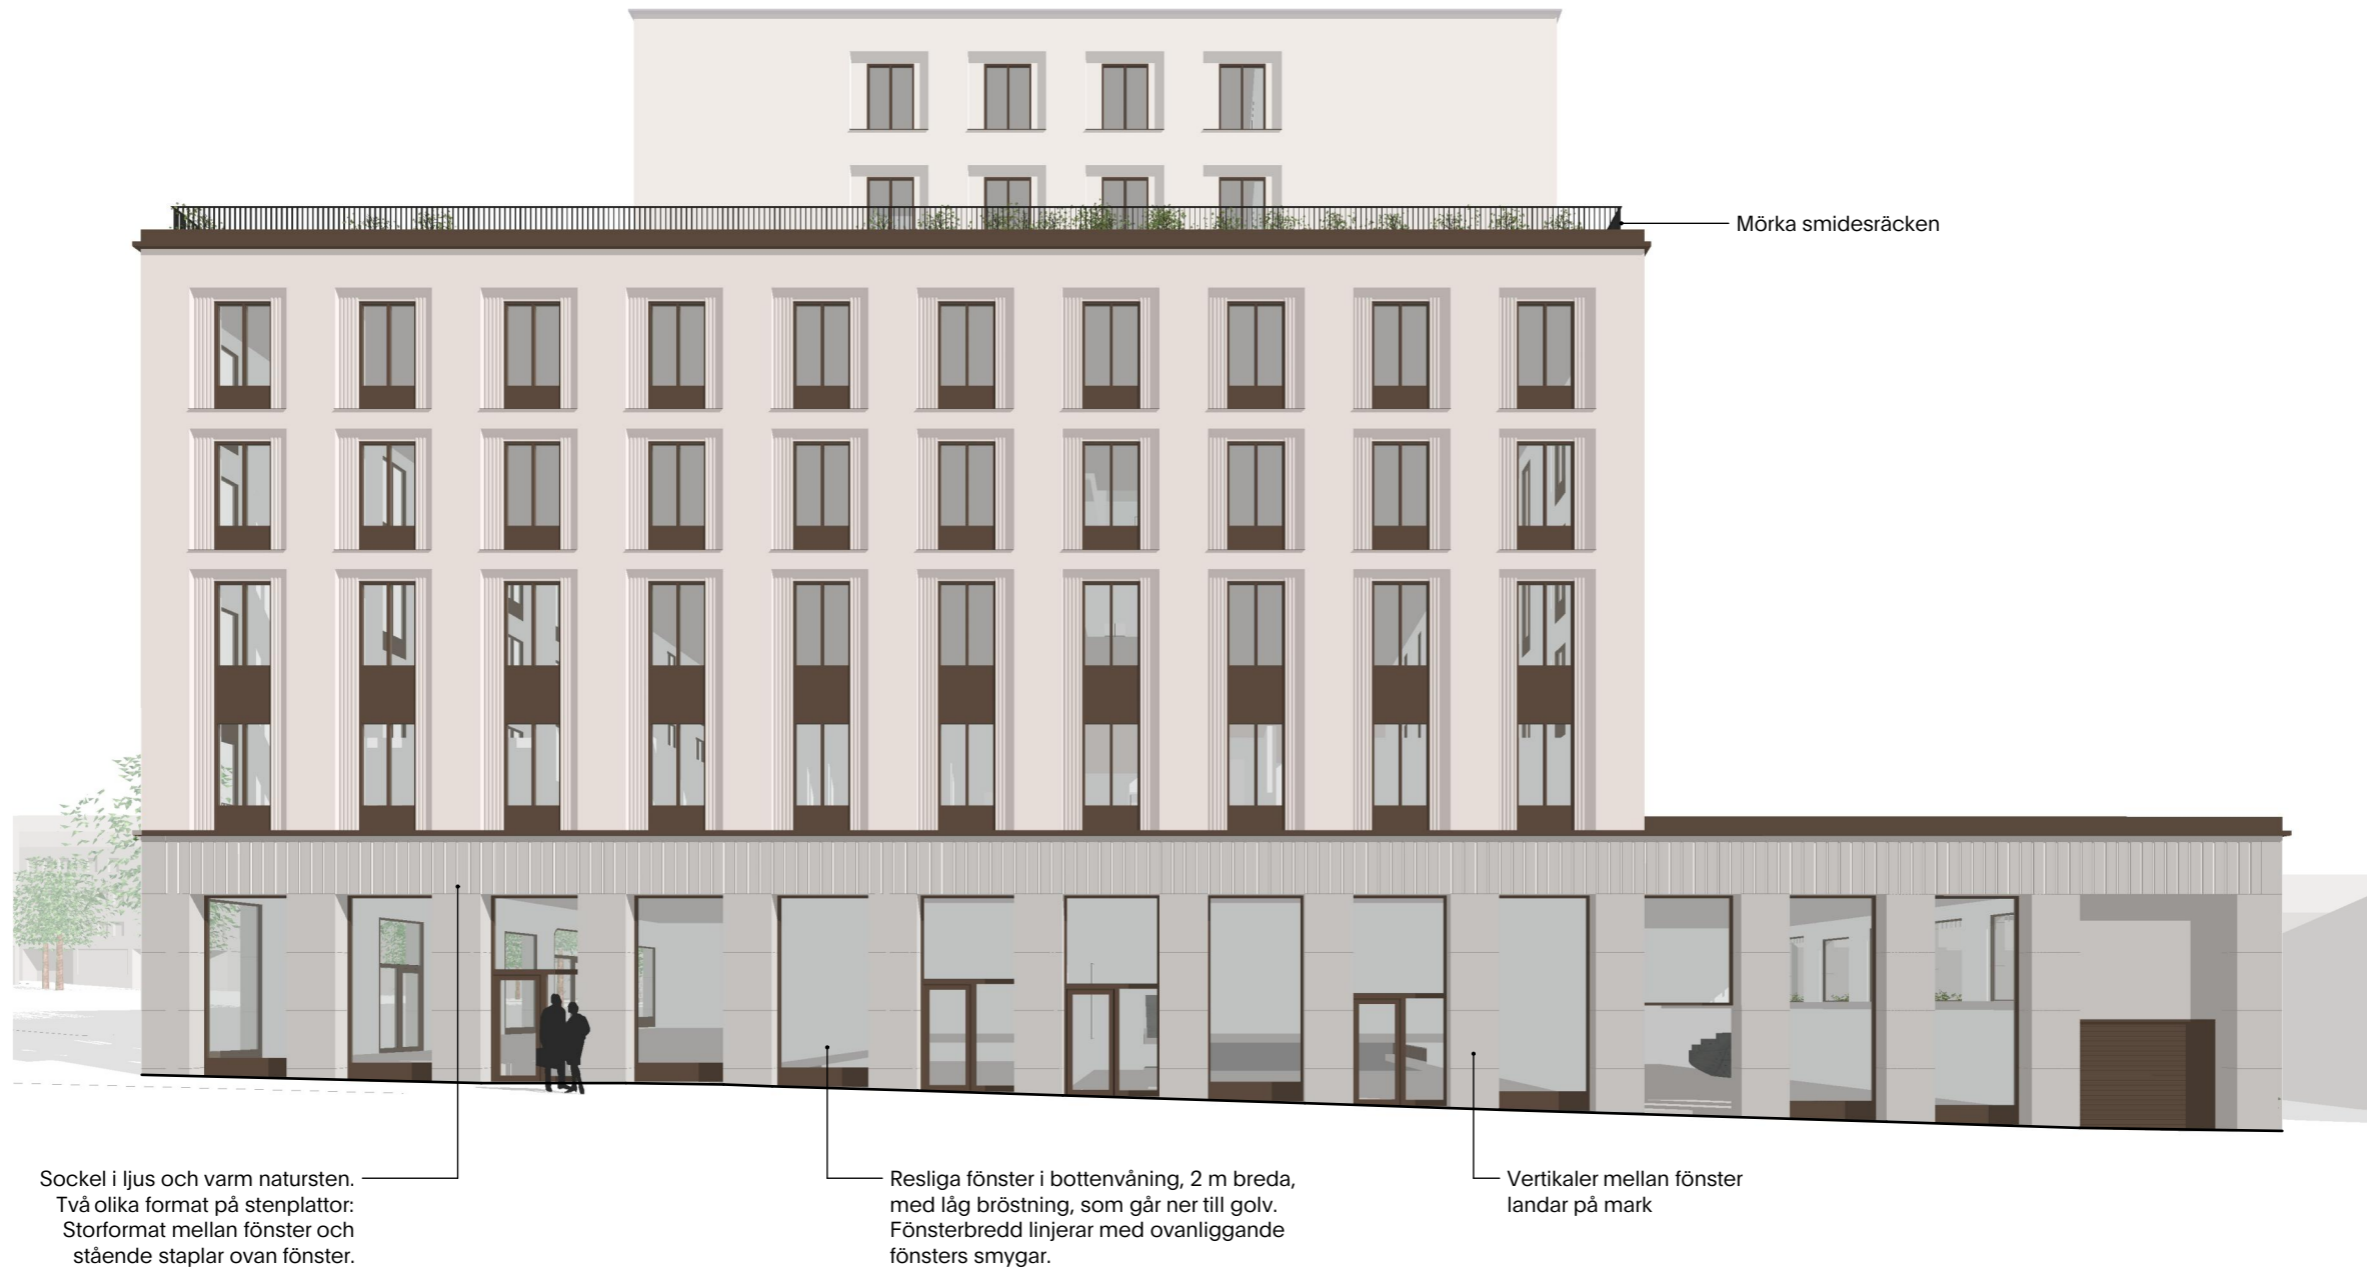 Mörka smidesräcken
Sockel i ljus och varm natursten.
Två olika format på stenplattor:
Storformat mellan fönster och
stående staplar ovan fönster.
Resliga fönster i bottenvåning, 2 m breda,
med låg bröstning, som går ner till golv.
Fönsterbredd linjerar med ovanliggande
fönsters smygar.
Vertikaler mellan fönster
landar på mark